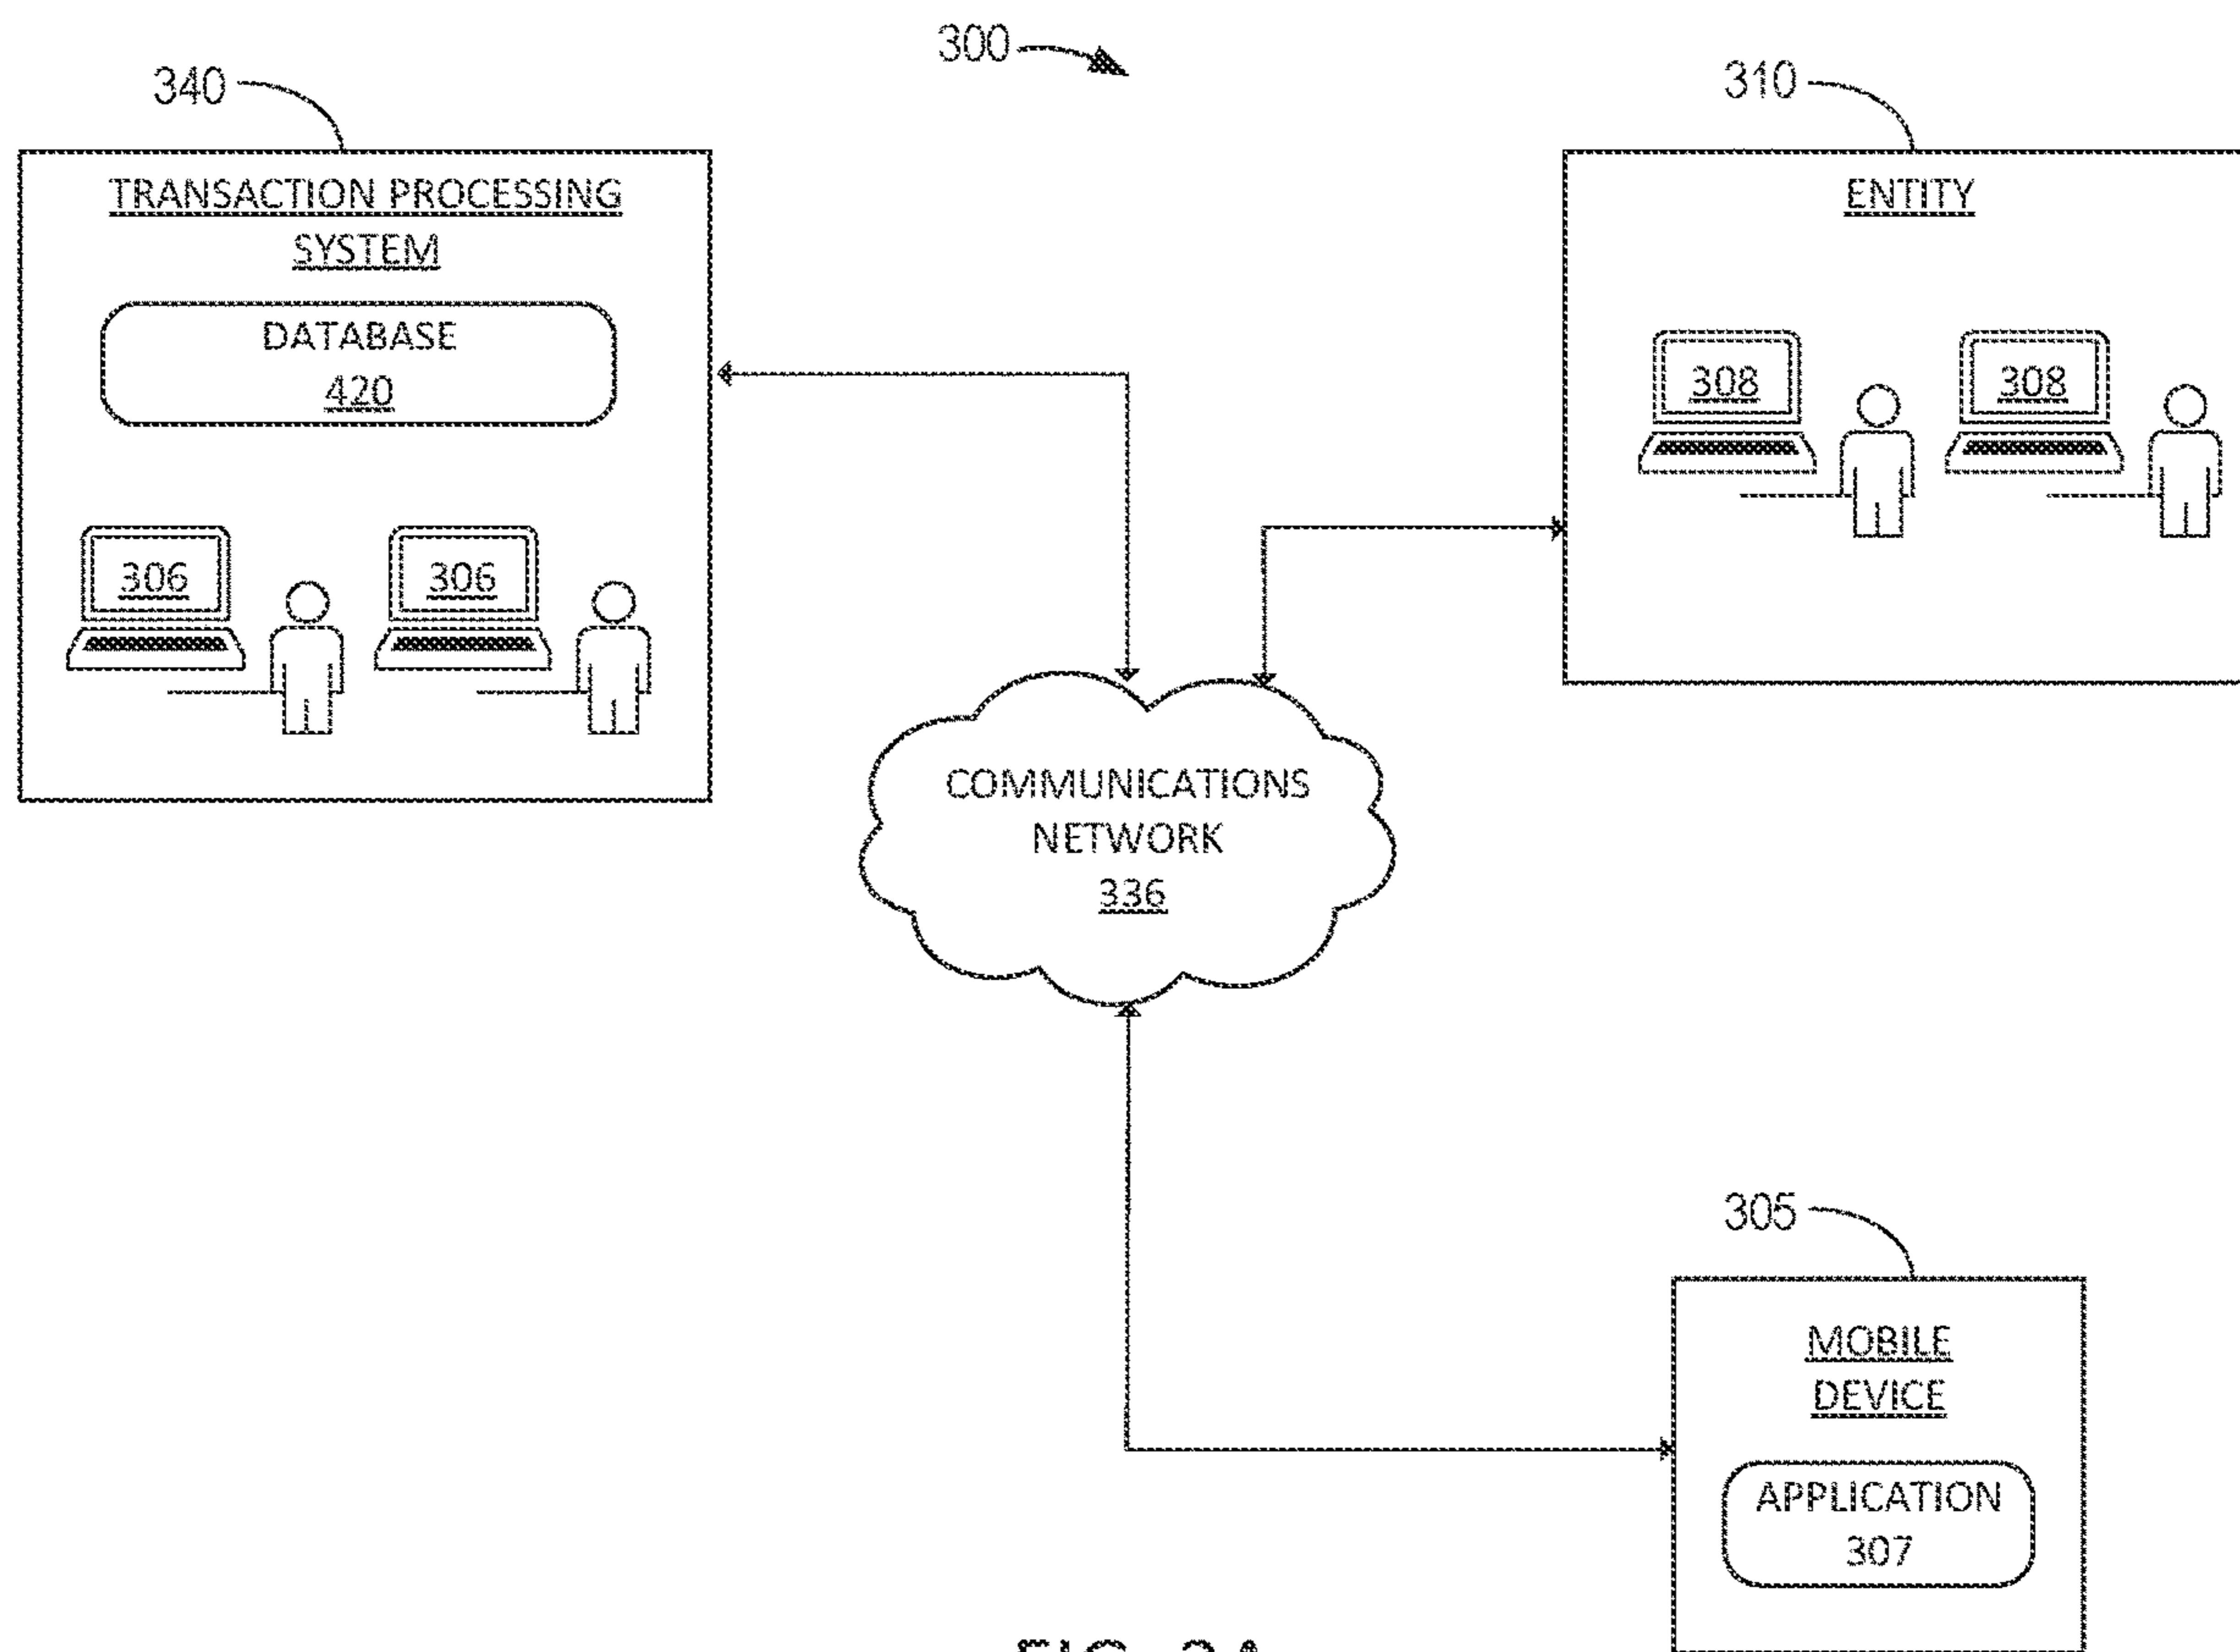 300
340
310
TRANSACTION PROCESSING
SYSTEM
DATABASE
420
306
306
ENTITY
308
308
COMMUNICATIONS
NETWORK
336
305
MOBILE
DEVICE
APPLICATION
307